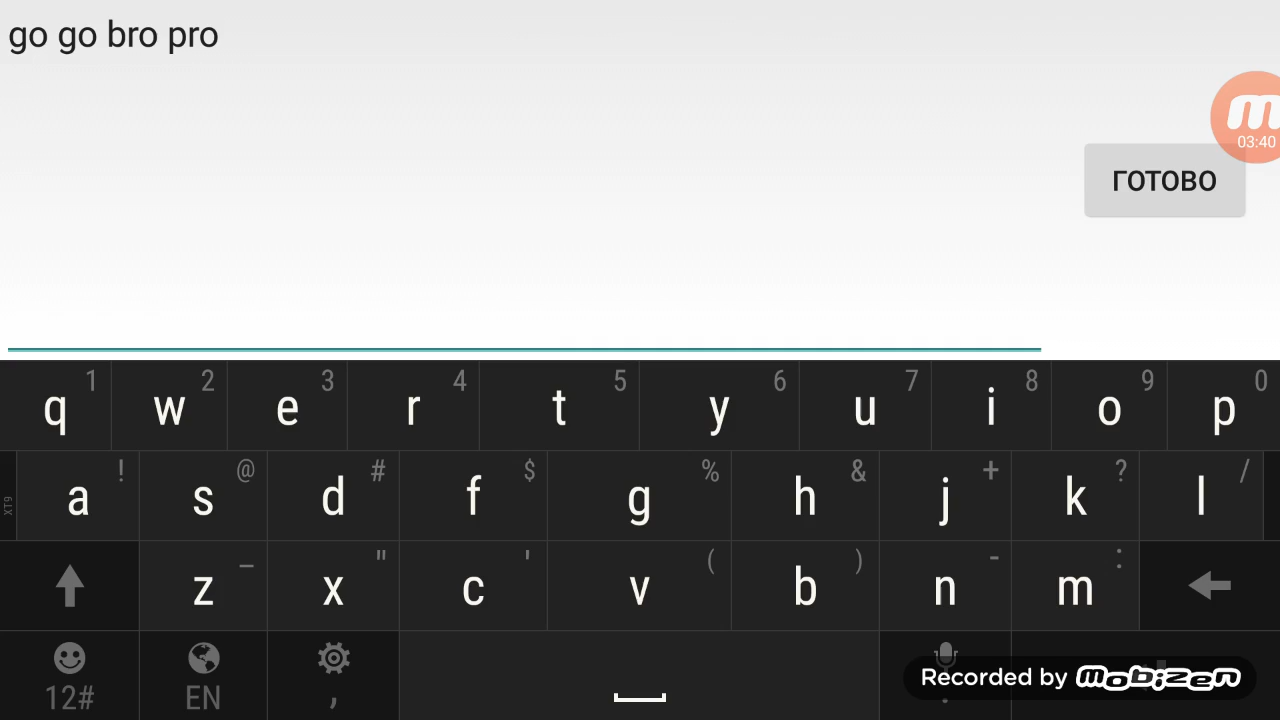 go go bro pro
03:40
ГОТОВО
1 2 3 4 5 6 7 8 9 0
q w e r t y u i o p
! @ # $ % & + ? /
XT9 a s d f g h j k l
_ " ' ( ) - :
z x c v b n m
12# EN , .
Recorded by mobizen